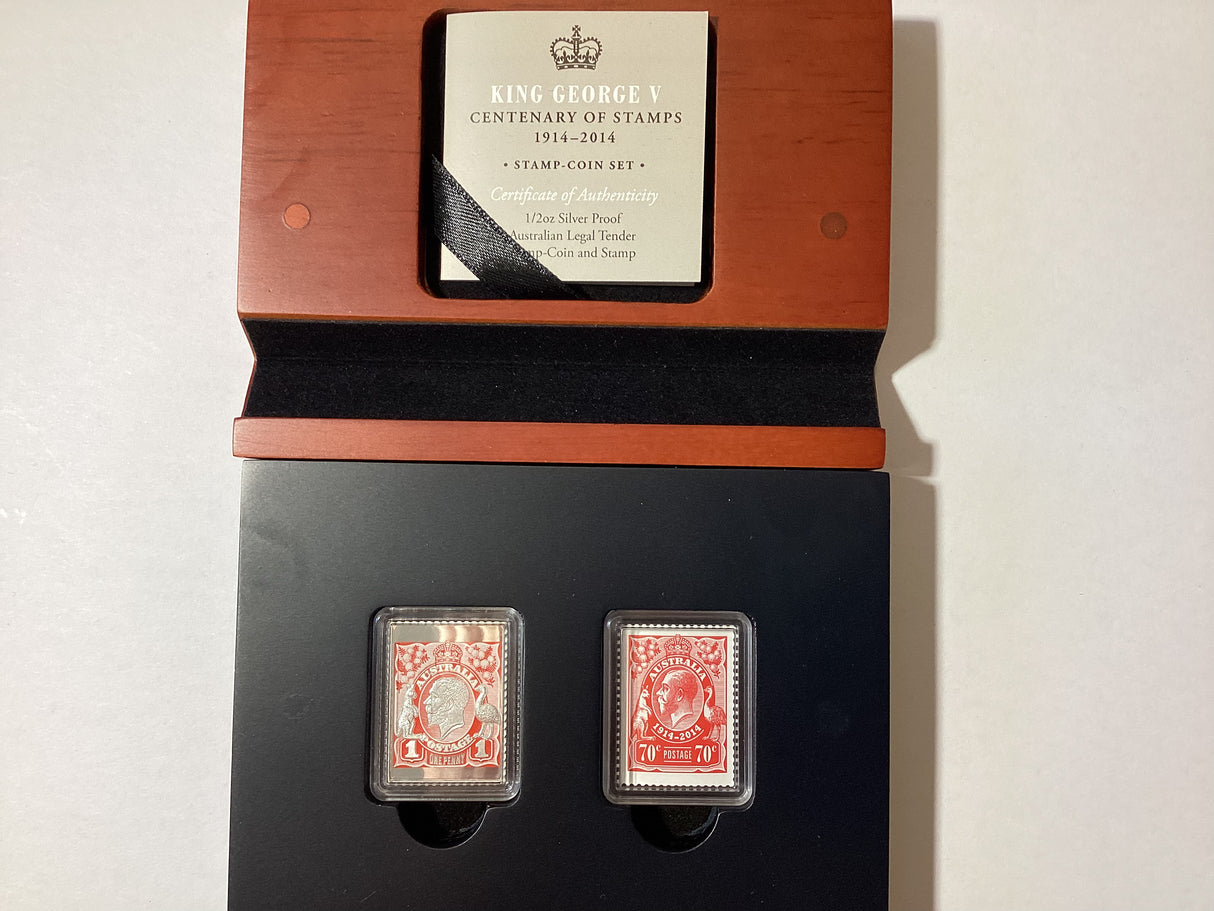 KING GEORGE V
CENTENARY OF STAMPS
1914–2014
• STAMP-COIN SET •
Certificate of Authenticity
1/2oz Silver Proof
Australian Legal Tender
mp-Coin and Stamp
AUSTRALIA
POSTAGE
1 1
ONE PENNY
AUSTRALIA
1914–2014
70c POSTAGE 70c